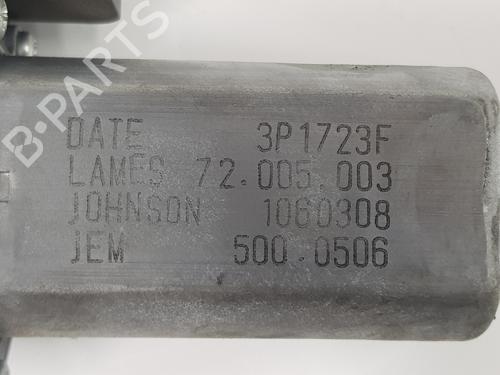 DATE 3P1723F
LAMES 72.005.003
JOHNSON 1060308
JEM 500.0506
B-PARTS